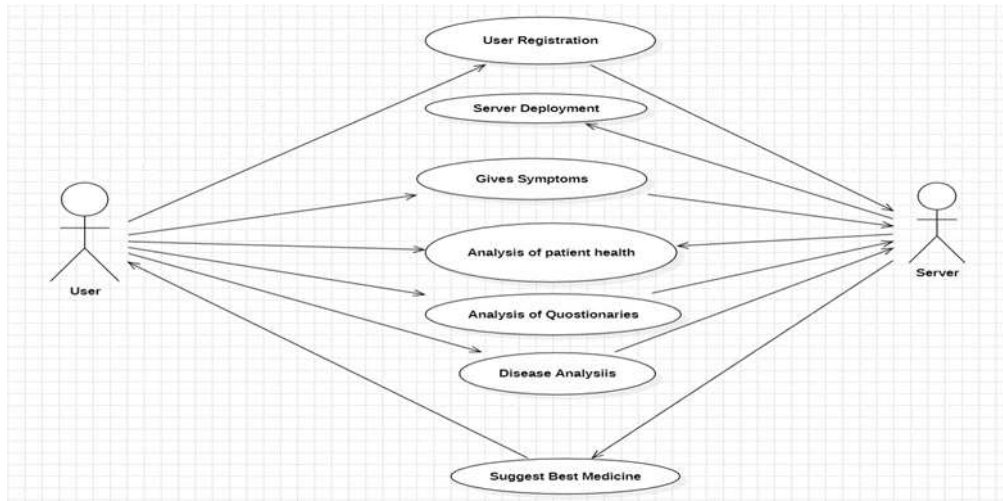 User Registration
Server Deployment
Gives Symptoms
Analysis of patient health
User
Server
Analysis of Quostionaries
Disease Analysiis
Suggest Best Medicine